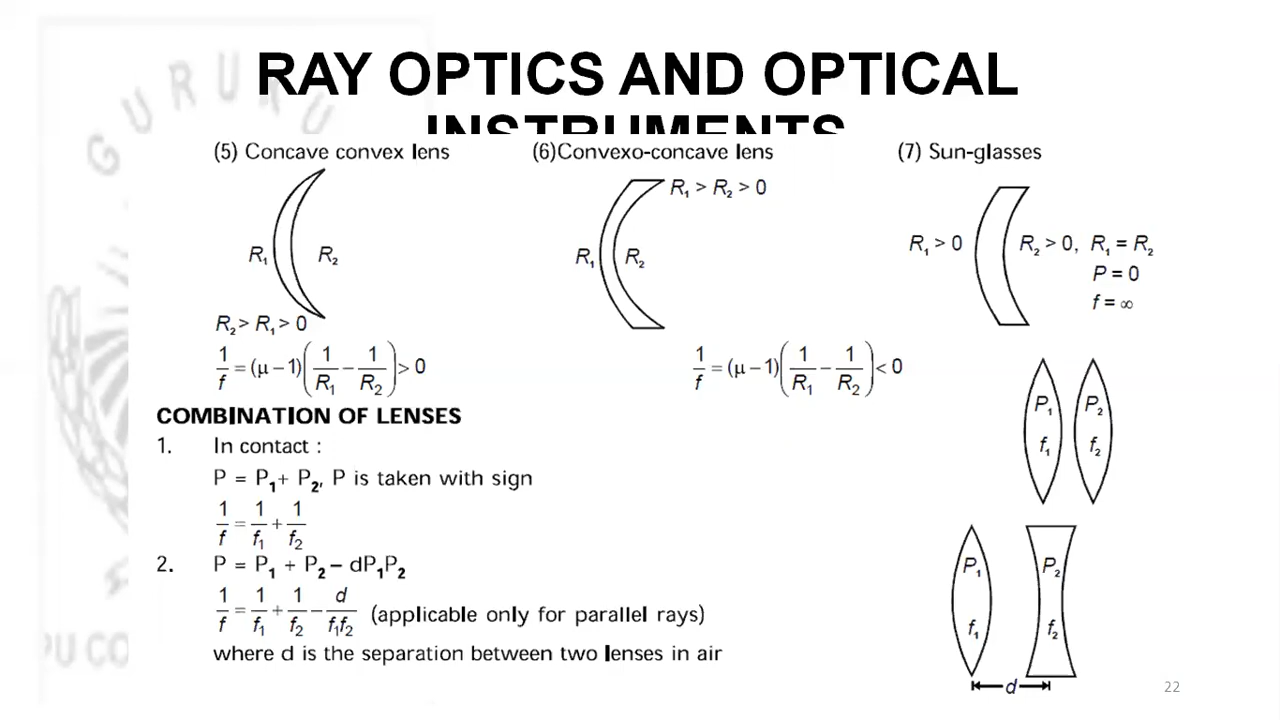 RAY OPTICS AND OPTICAL
INSTRUMENTS
(5) Concave convex lens
R₁ R₂
R₂> R₁> 0
1/f = (μ – 1)(1/R₁ – 1/R₂) > 0
(6)Convexo-concave lens
R₁ > R₂ > 0
R₁ R₂
1/f = (μ – 1)(1/R₁ – 1/R₂) < 0
(7) Sun-glasses
R₁ > 0 R₂ > 0, R₁ = R₂
P = 0
f = ∞
COMBINATION OF LENSES
1. In contact :
P = P₁+ P₂, P is taken with sign
1/f = 1/f₁ + 1/f₂
2. P = P₁ + P₂ – dP₁P₂
1/f = 1/f₁ + 1/f₂ – d/f₁f₂ (applicable only for parallel rays)
where d is the separation between two lenses in air
P₁ P₂
f₁ f₂
P₁ P₂
f₁ f₂
d
22
GURUKU
PU CO